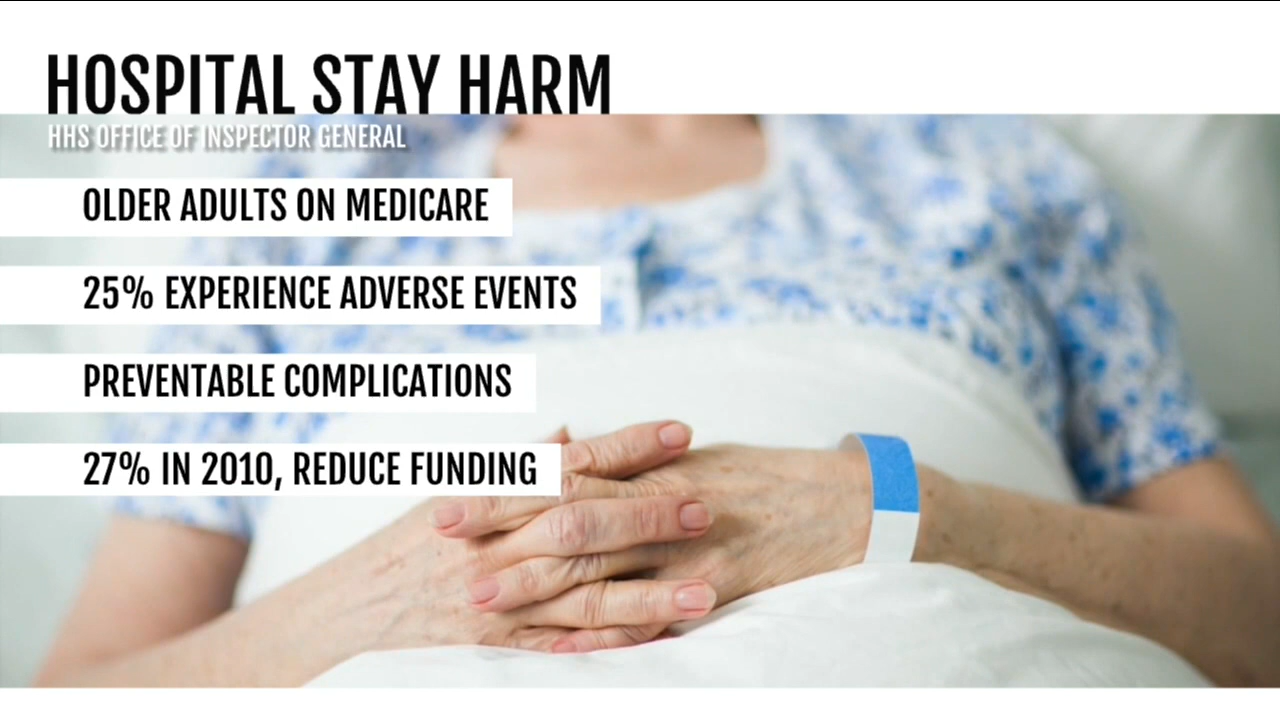 HOSPITAL STAY HARM
HHS OFFICE OF INSPECTOR GENERAL
OLDER ADULTS ON MEDICARE
25% EXPERIENCE ADVERSE EVENTS
PREVENTABLE COMPLICATIONS
27% IN 2010, REDUCE FUNDING